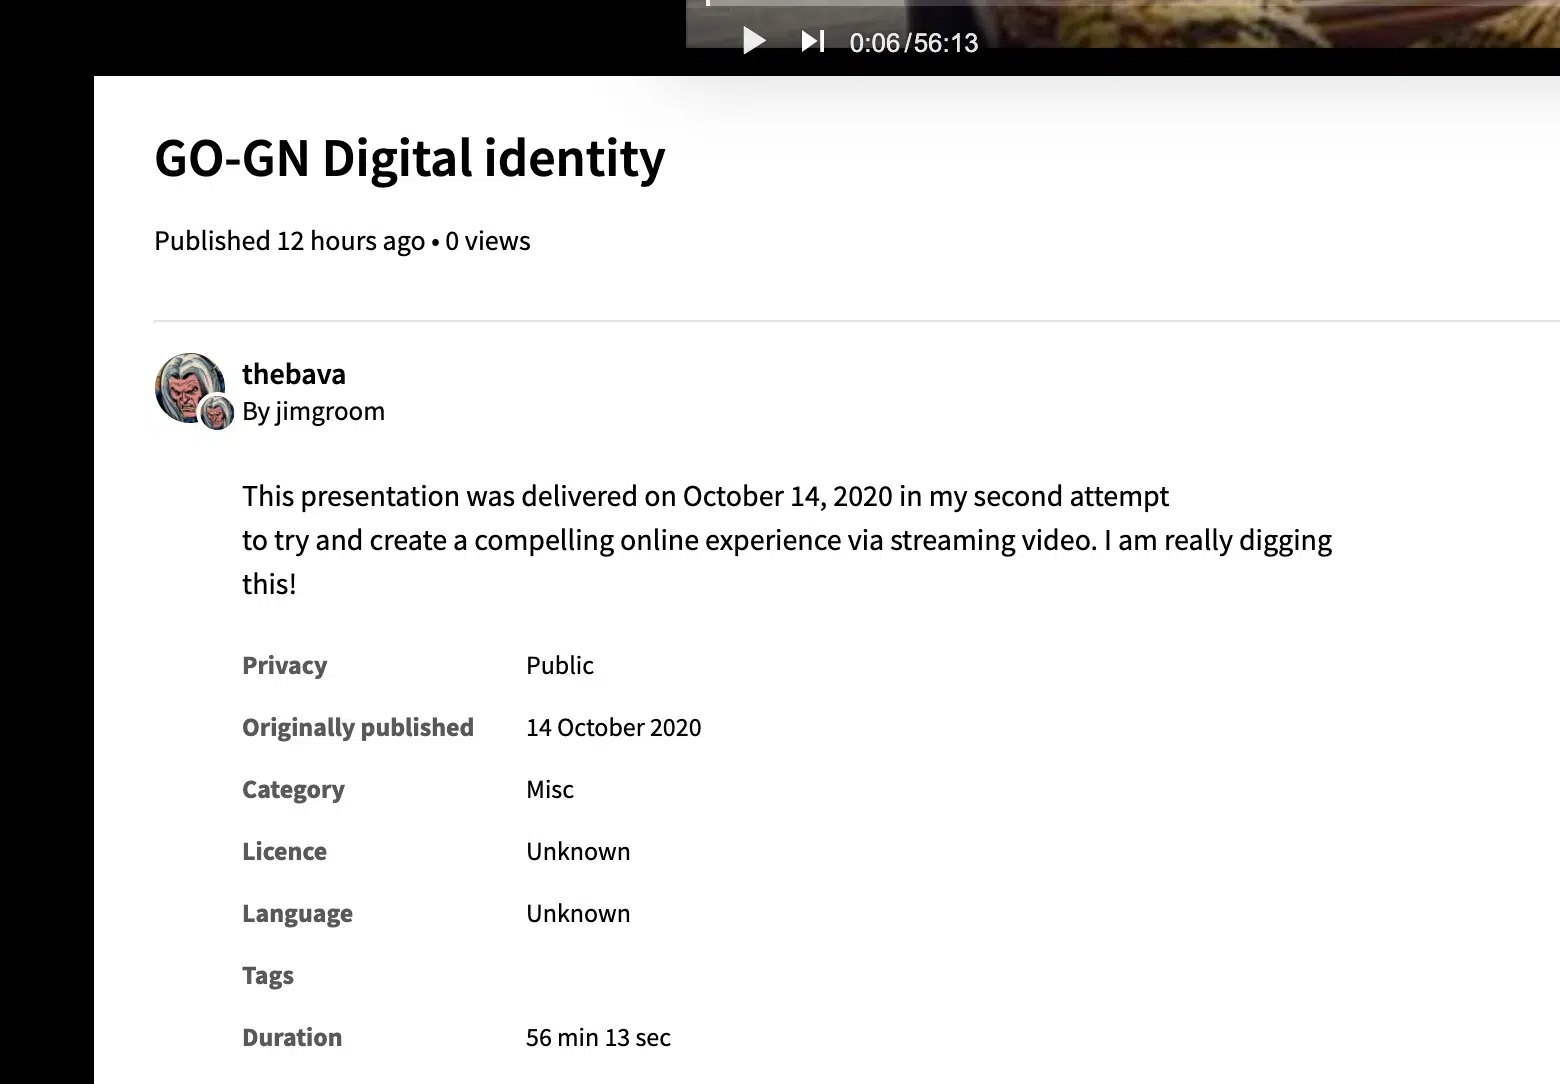 0:06/56:13
GO-GN Digital identity
Published 12 hours ago • 0 views
thebava
By jimgroom
This presentation was delivered on October 14, 2020 in my second attempt
to try and create a compelling online experience via streaming video. I am really digging
this!
Privacy Public
Originally published 14 October 2020
Category Misc
Licence Unknown
Language Unknown
Tags
Duration 56 min 13 sec